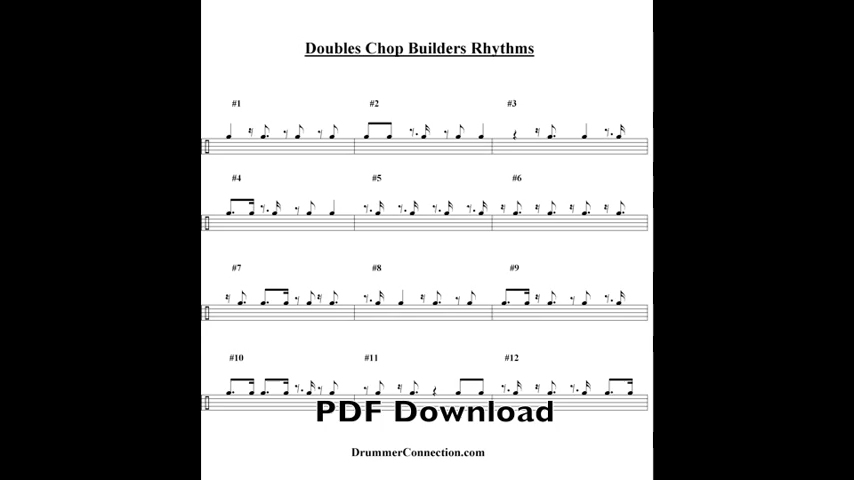 Doubles Chop Builders Rhythms
#1 #2 #3
#4 #5 #6
#7 #8 #9
#10 #11 #12
PDF Download
DrummerConnection.com